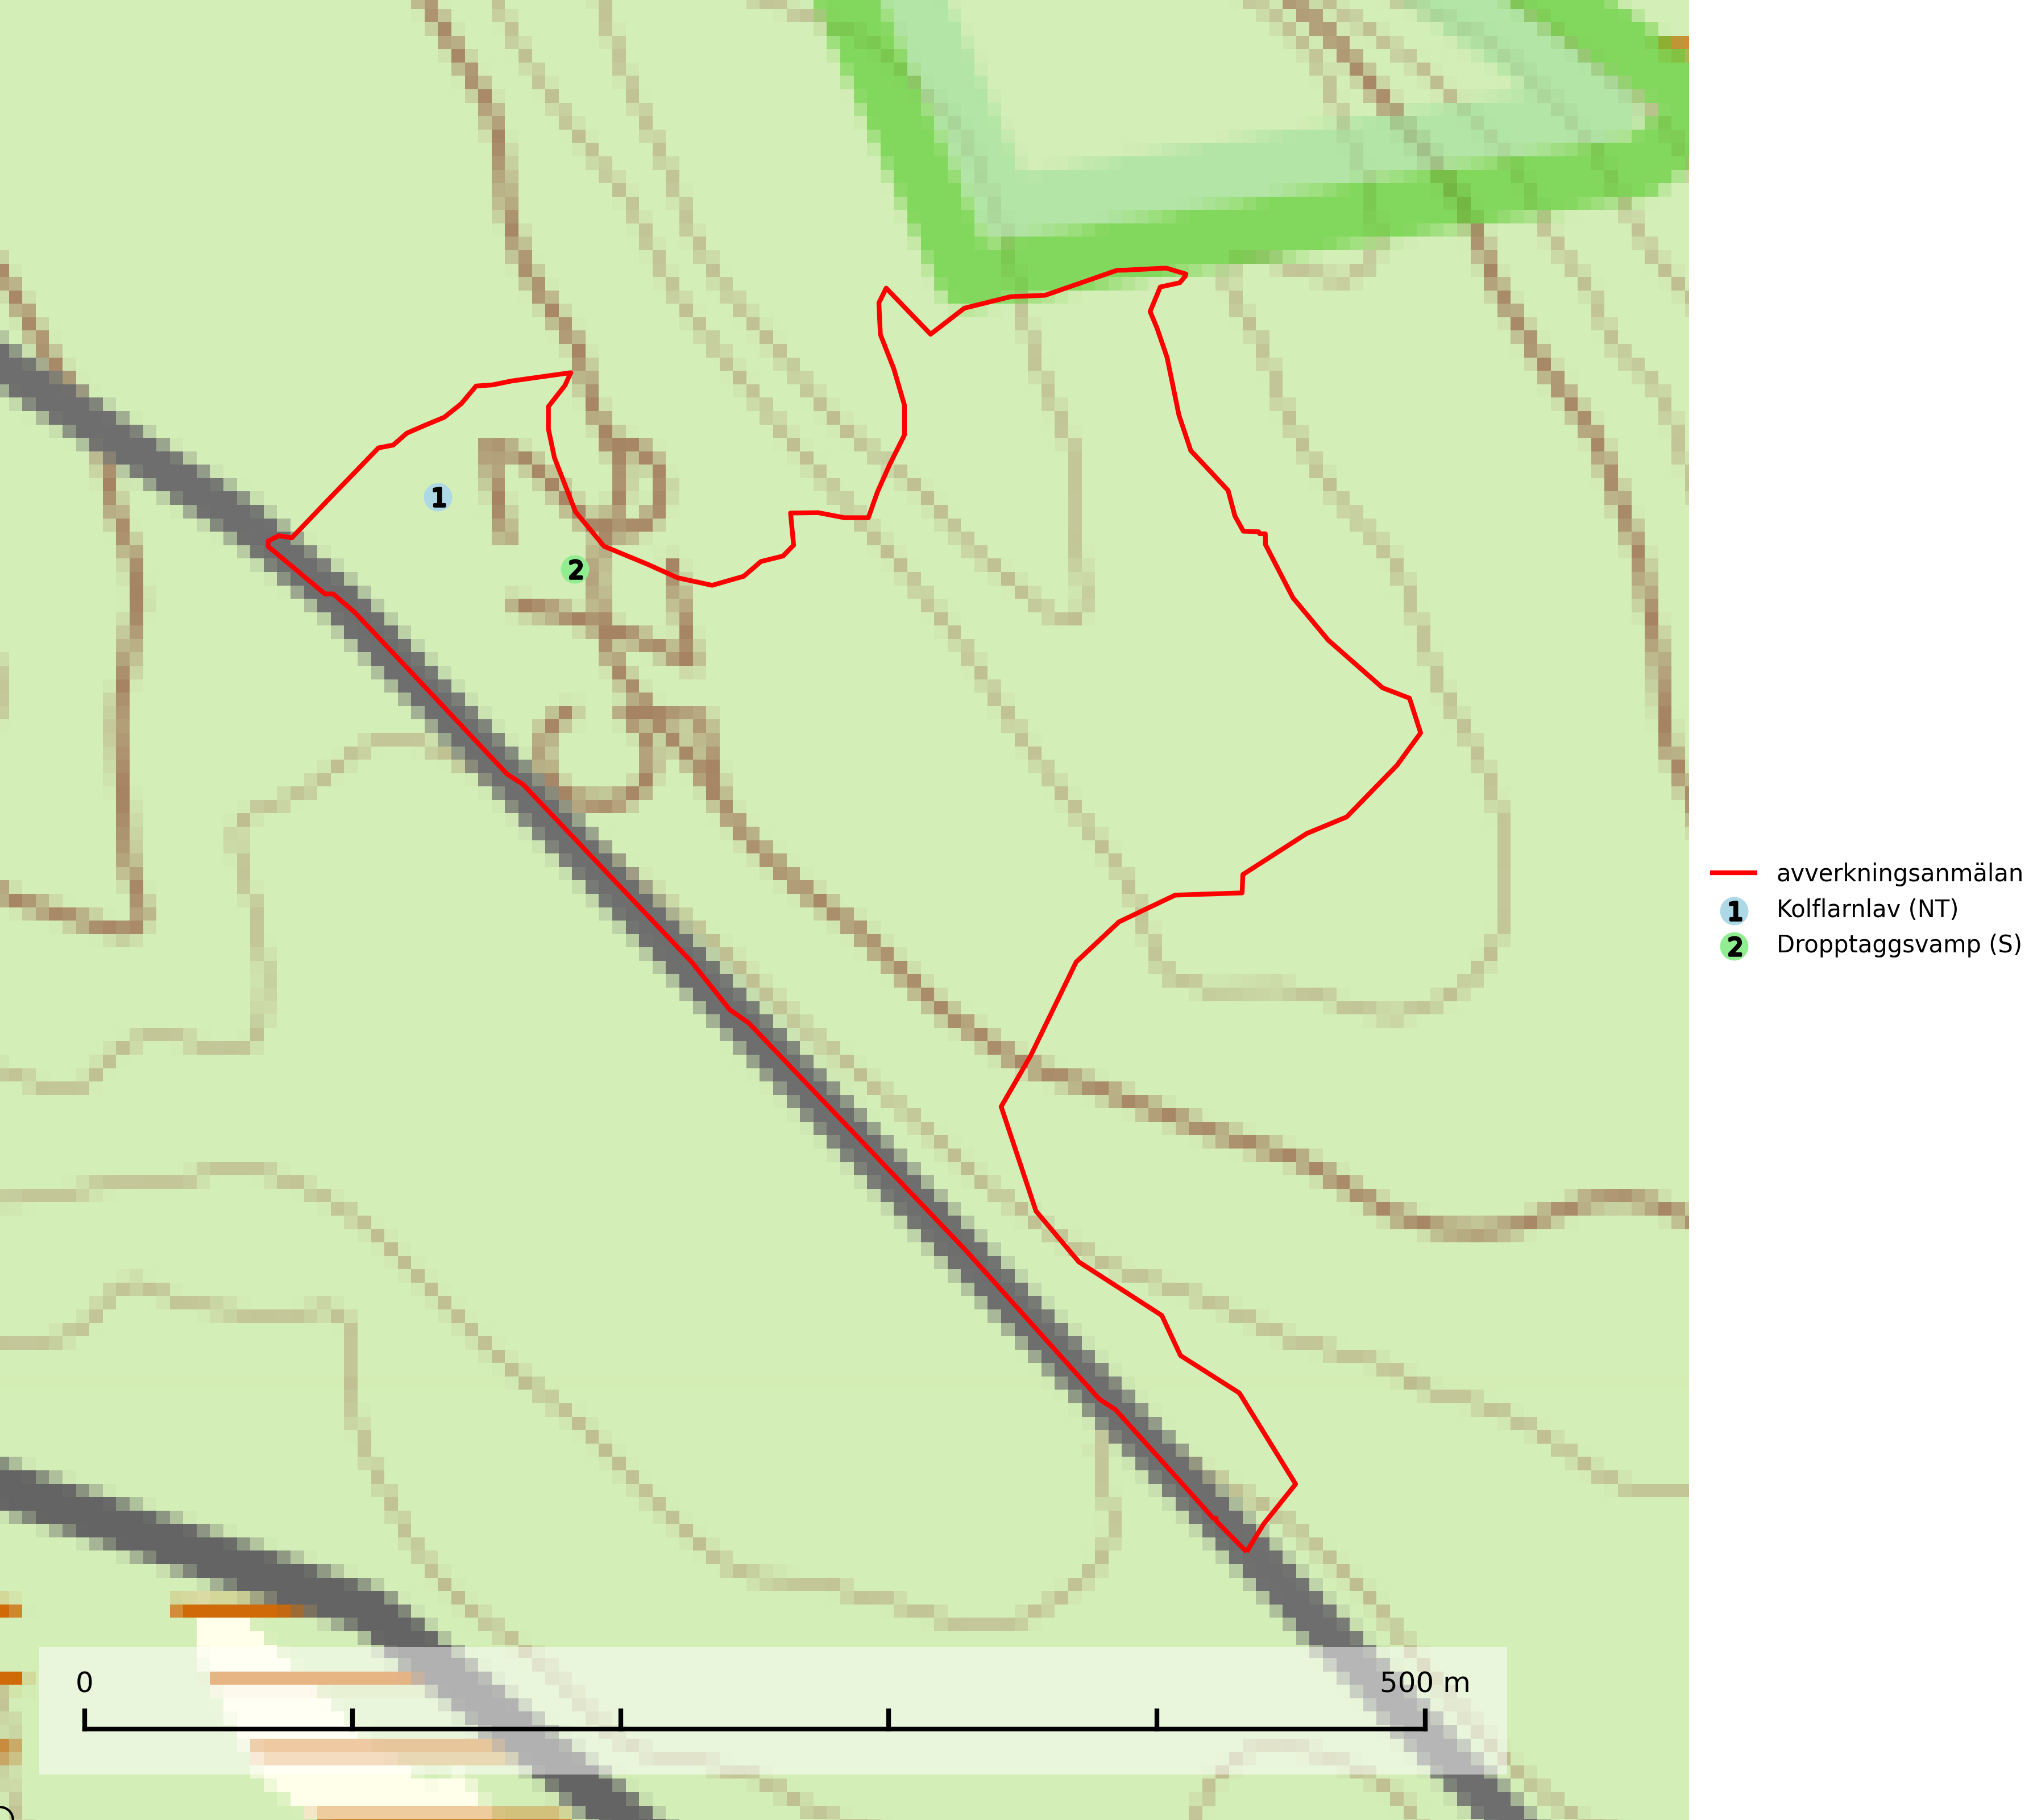 1
2
avverkningsanmälan
1 Kolflarnlav (NT)
2 Dropptaggsvamp (S)
0 500 m